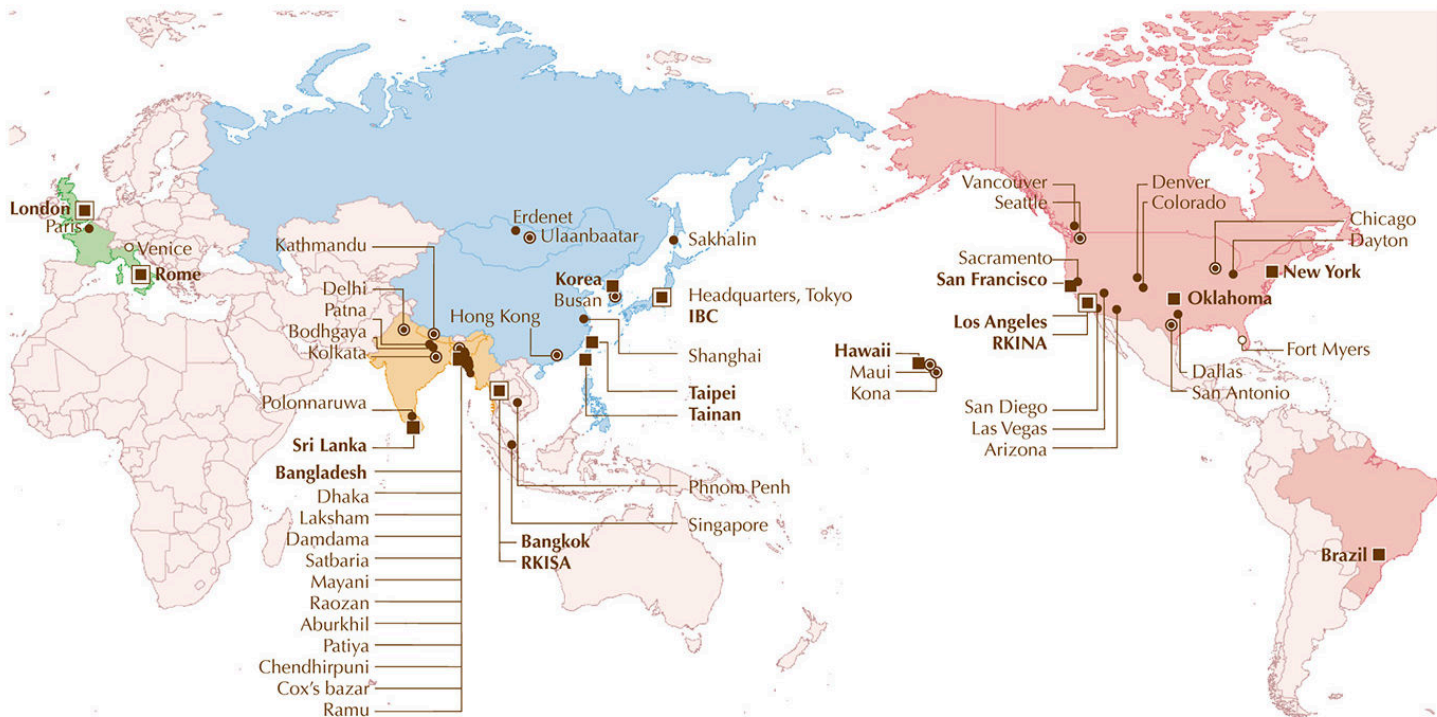 London
Paris
Venice
Rome
Kathmandu
Delhi
Patna
Bodhgaya
Kolkata
Polonnaruwa
Sri Lanka
Bangladesh
Dhaka
Laksham
Damdama
Satbaria
Mayani
Raozan
Aburkhil
Patiya
Chendhirpuni
Cox's bazar
Ramu
Erdenet
Ulaanbaatar
Sakhalin
Korea
Busan
Headquarters, Tokyo
IBC
Hong Kong
Shanghai
Taipei
Tainan
Phnom Penh
Singapore
Bangkok
RKISA
Vancouver
Seattle
Denver
Colorado
Chicago
Dayton
Sacramento
San Francisco
New York
Oklahoma
Los Angeles
RKINA
Hawaii
Maui
Kona
Fort Myers
Dallas
San Antonio
San Diego
Las Vegas
Arizona
Brazil